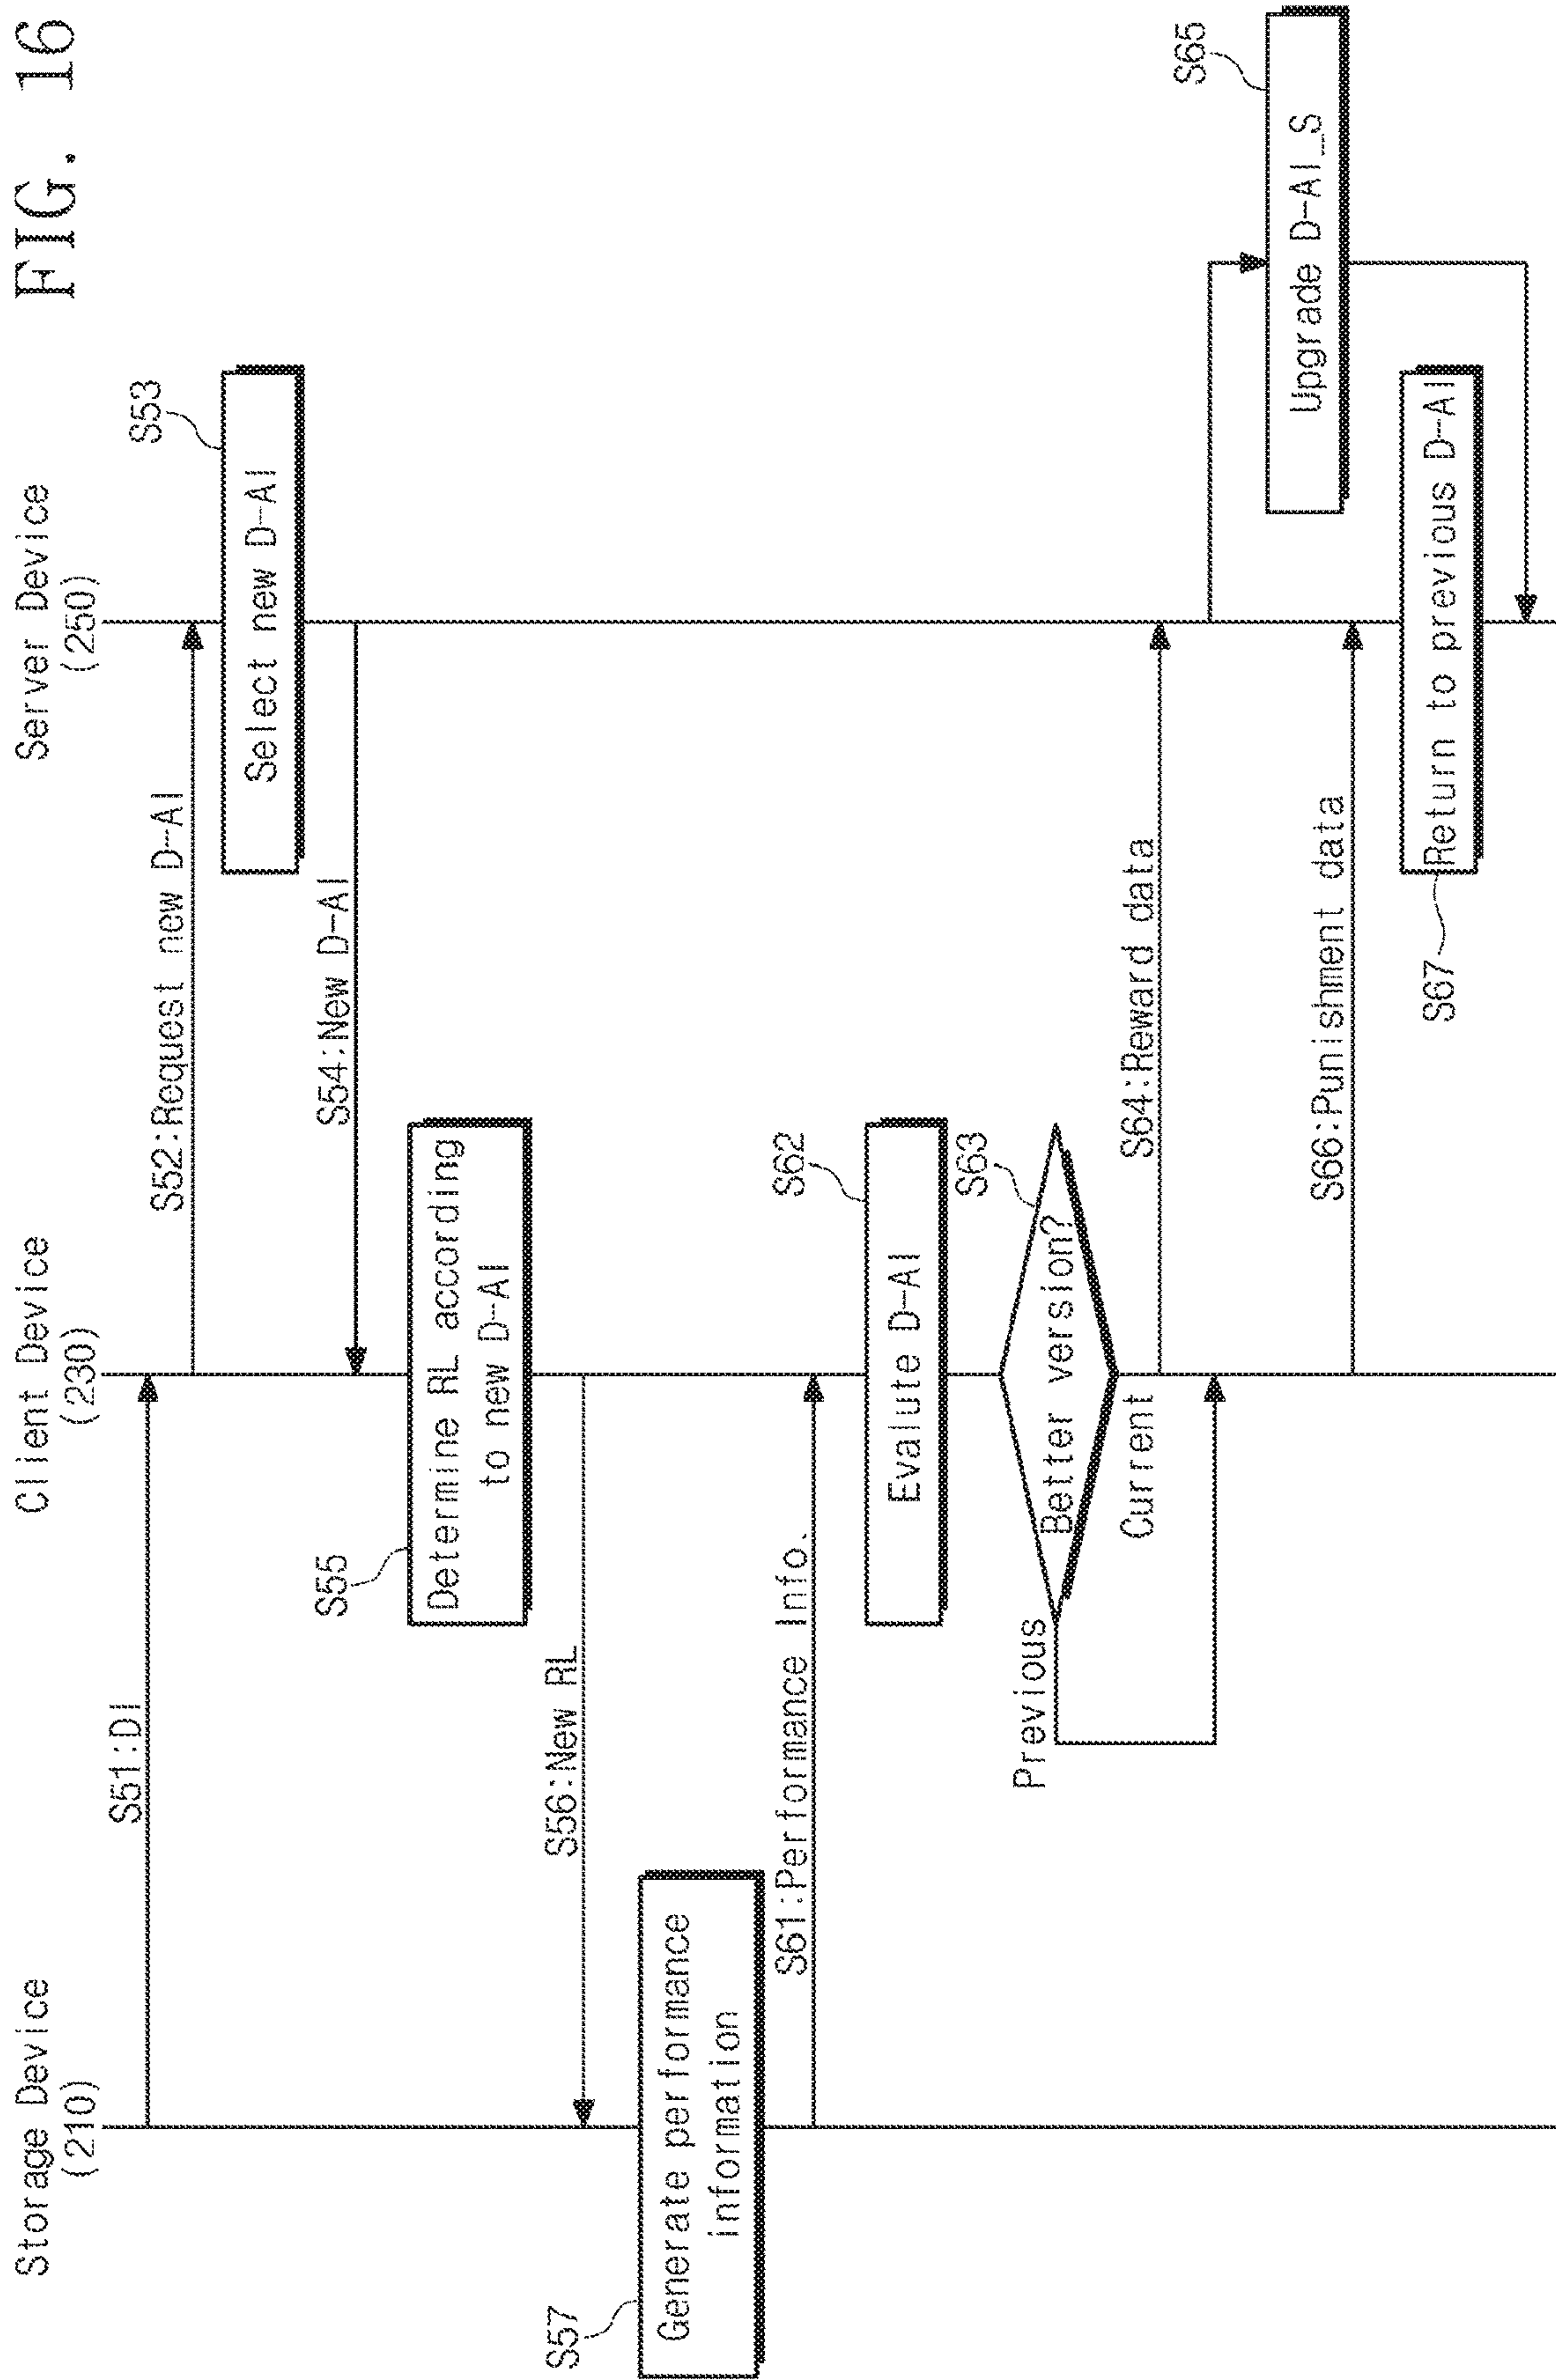 FIG. 16
Storage Device
(210)
Client Device
(230)
Server Device
(250)
S51:DI
S52:Request new D-AI
S53
Select new D-AI
S54:New D-AI
S55
Determine RL according
to new D-AI
S56:New RL
S57
Generate performance
information
S61:Performance Info.
S62
Evalute D-AI
S63
Better version?
Previous
Current
S64:Reward data
S65
Upgrade D-AI_S
S66:Punishment data
S67
Return to previous D-AI